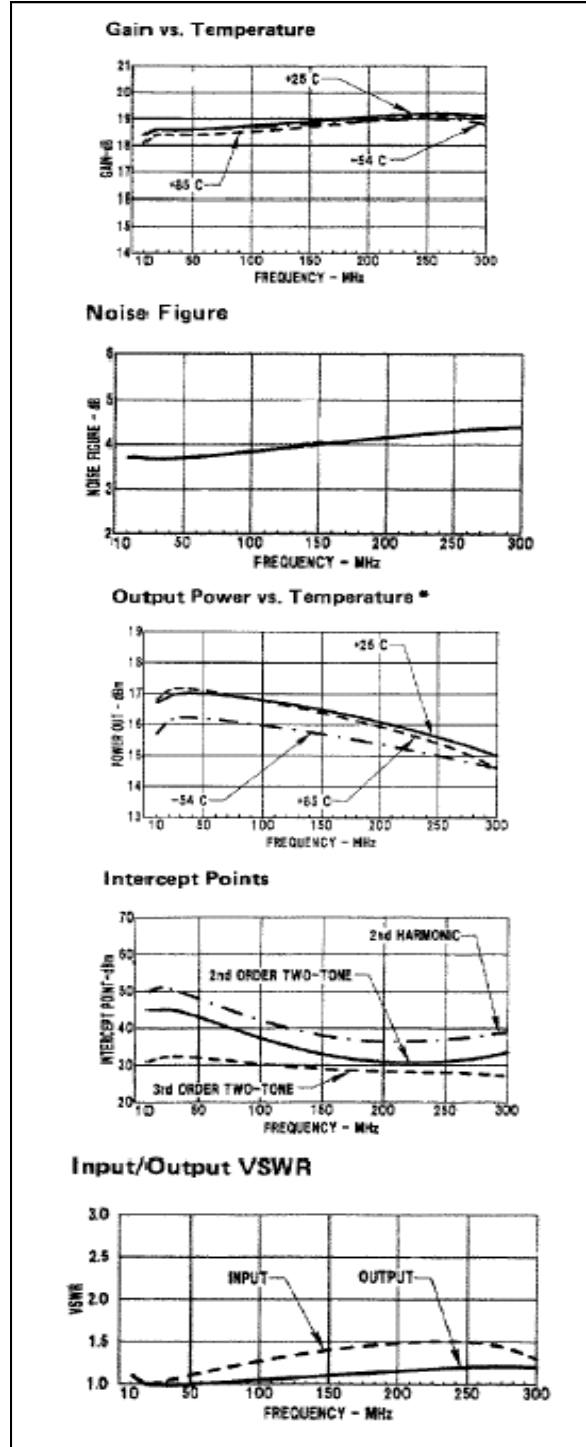 Gain vs. Temperature
21
20
19
18
17
16
15
14
GAIN-dB
+25 C
-54 C
+85 C
10 50 100 150 200 250 300
FREQUENCY - MHz
Noise Figure
6
5
4
3
2
NOISE FIGURE - dB
10 50 100 150 200 250 300
FREQUENCY - MHz
Output Power vs. Temperature*
19
18
17
16
15
14
13
POWER OUT - dBm
+25 C
-54 C
+85 C
10 50 100 150 200 250 300
FREQUENCY - MHz
Intercept Points
70
60
50
40
30
20
INTERCEPT POINT-dBm
2nd HARMONIC
2nd ORDER TWO-TONE
3rd ORDER TWO-TONE
10 50 100 150 200 250 300
FREQUENCY - MHz
Input/Output VSWR
3.0
2.5
2.0
1.5
1.0
VSWR
INPUT
OUTPUT
10 50 100 150 200 250 300
FREQUENCY - MHz